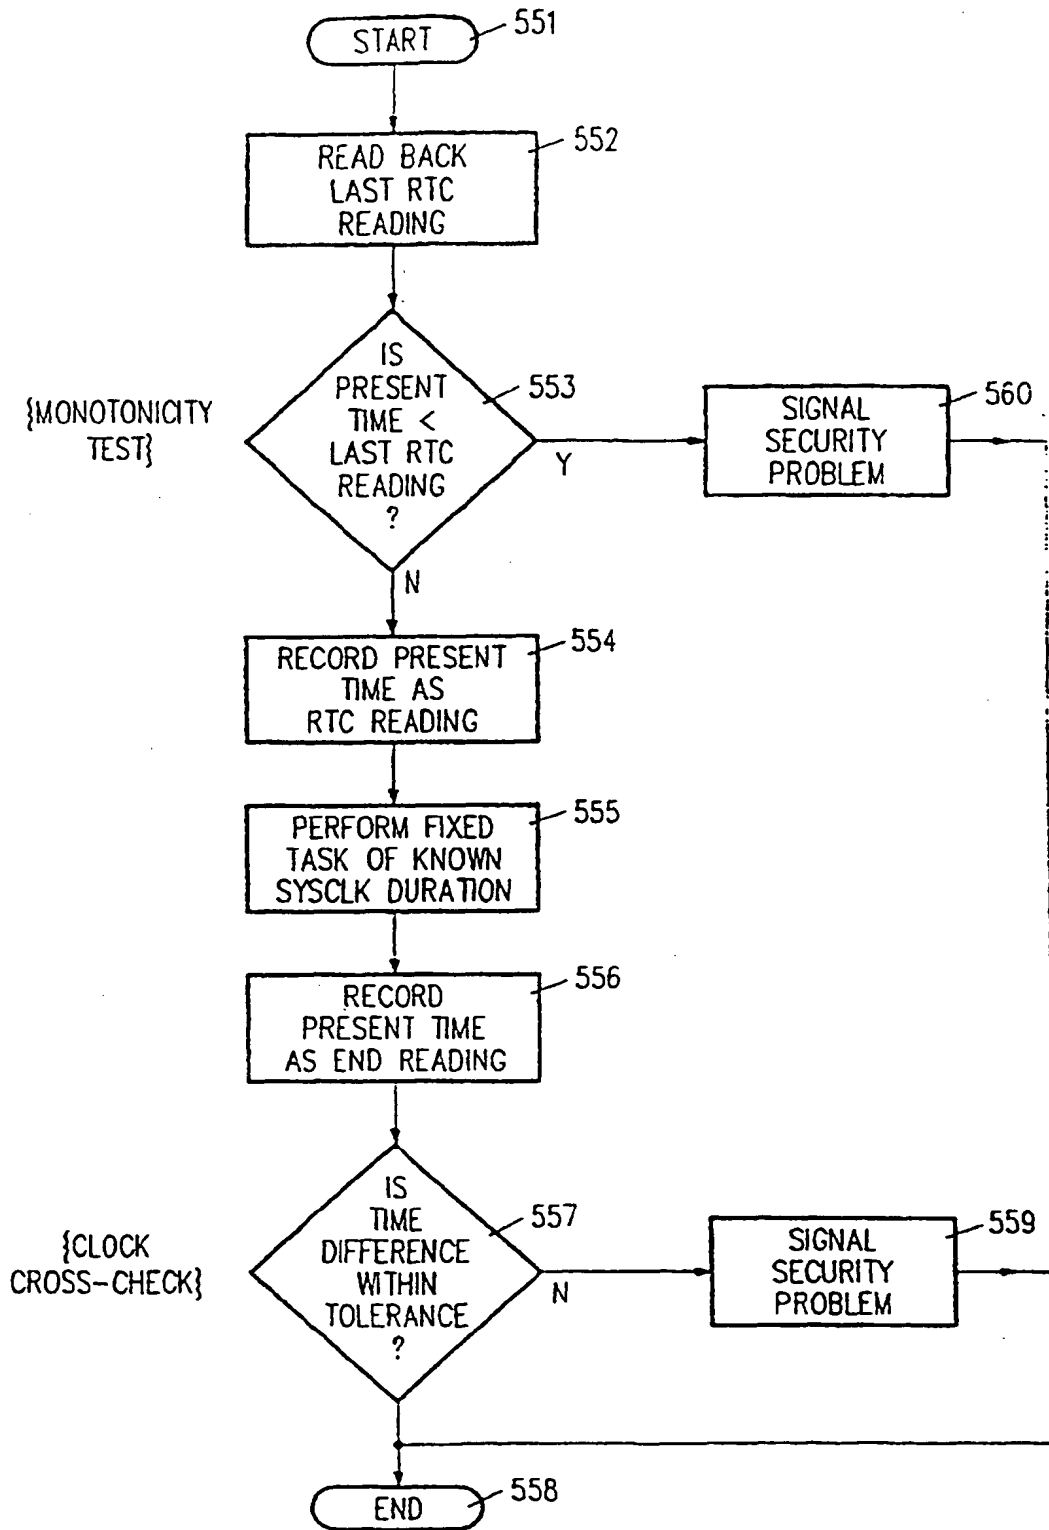 START
551
READ BACK
LAST RTC
READING
552
{MONOTONICITY
TEST}
IS
PRESENT
TIME <
LAST RTC
READING
?
553
Y
SIGNAL
SECURITY
PROBLEM
560
N
RECORD PRESENT
TIME AS
RTC READING
554
PERFORM FIXED
TASK OF KNOWN
SYSCLK DURATION
555
RECORD
PRESENT TIME
AS END READING
556
{CLOCK
CROSS-CHECK}
IS
TIME
DIFFERENCE
WITHIN
TOLERANCE
?
557
N
SIGNAL
SECURITY
PROBLEM
559
END
558